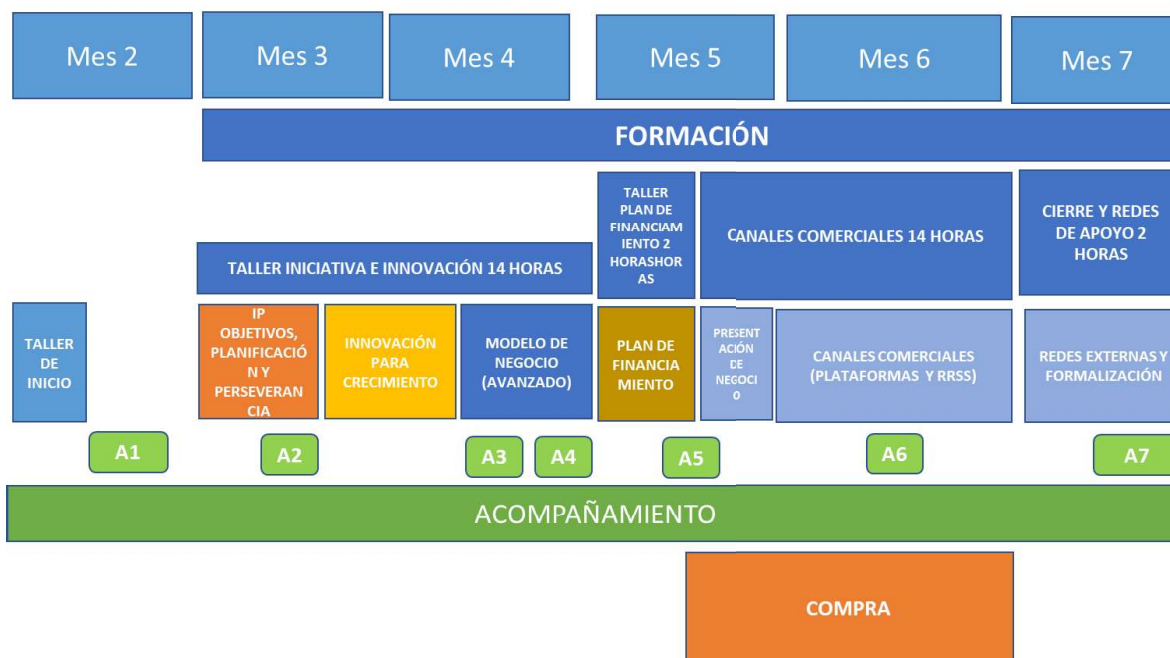 Mes 2
Mes 3
Mes 4
Mes 5
Mes 6
Mes 7
FORMACIÓN
TALLER INICIATIVA E INNOVACIÓN 14 HORAS
TALLER
PLAN DE
FINANCIAM
IENTO 2
HORASHOR
AS
CANALES COMERCIALES 14 HORAS
CIERRE Y REDES
DE APOYO 2
HORAS
TALLER
DE
INICIO
IP
OBJETIVOS,
PLANIFICACIÓ
N Y
PERSEVERAN
CIA
INNOVACIÓN
PARA
CRECIMIENTO
MODELO DE
NEGOCIO
(AVANZADO)
PLAN DE
FINANCIA
MIENTO
PRESENT
ACIÓN
DE
NEGOCI
O
CANALES COMERCIALES
(PLATAFORMAS Y RRSS)
REDES EXTERNAS Y
FORMALIZACIÓN
A1
A2
A3
A4
A5
A6
A7
ACOMPAÑAMIENTO
COMPRA